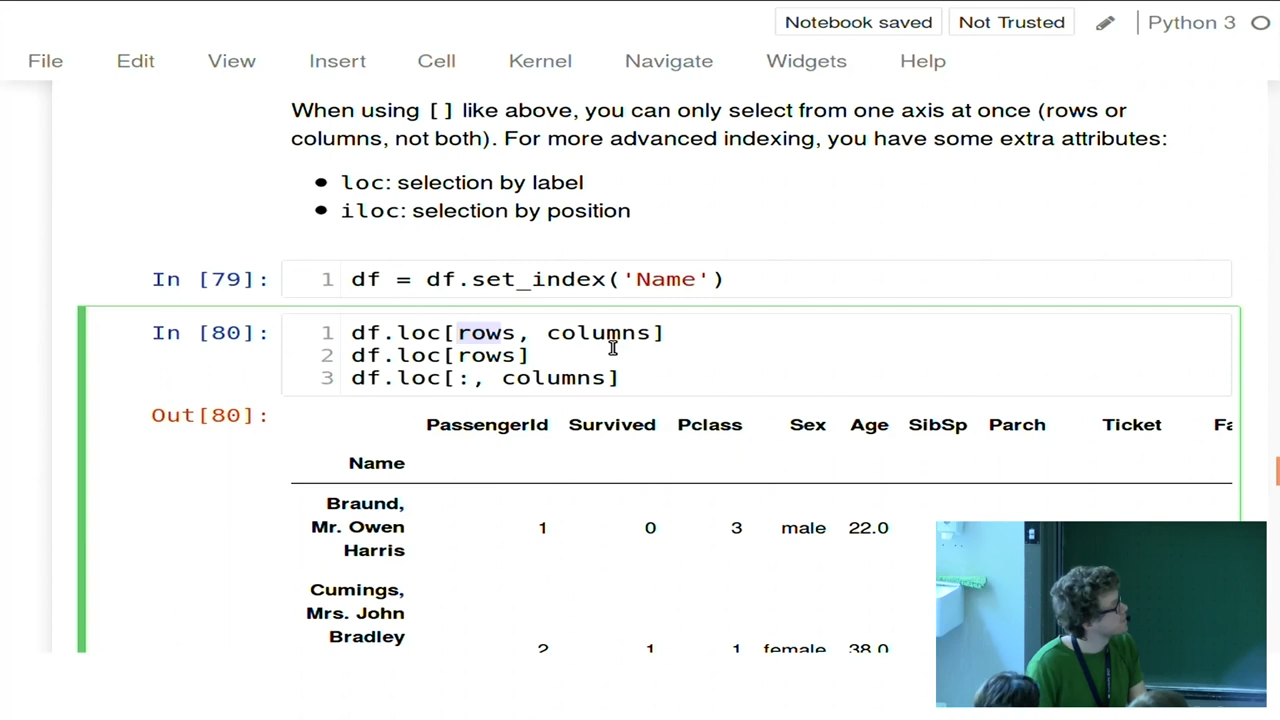 Notebook saved Not Trusted Python 3
File Edit View Insert Cell Kernel Navigate Widgets Help
When using [] like above, you can only select from one axis at once (rows or
columns, not both). For more advanced indexing, you have some extra attributes:
● loc: selection by label
● iloc: selection by position
In [79]: 1 df = df.set_index('Name')
In [80]: 1 df.loc[rows, columns]
2 df.loc[rows]
3 df.loc[:, columns]
Out[80]:
PassengerId Survived Pclass Sex Age SibSp Parch Ticket Fa
Name
Braund,
Mr. Owen 1 0 3 male 22.0
Harris
Cumings,
Mrs. John
Bradley
2 1 1 female 38.0